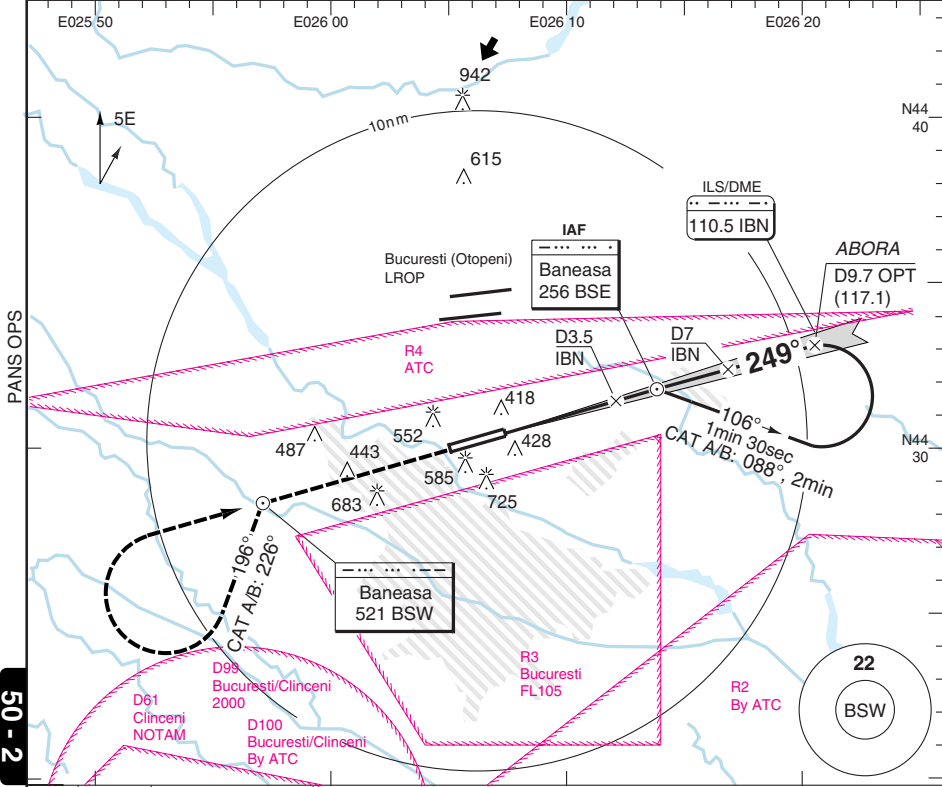 E025 50
E026 00
E026 10
E026 20
942
N44
40
10nm
5E
615
ILS/DME
110.5 IBN
IAF
Baneasa
256 BSE
ABORA
D9.7 OPT
(117.1)
Bucuresti (Otopeni)
LROP
PANS OPS
R4
ATC
D3.5
IBN
D7
IBN
249°
418
552
487
443
428
585
683
725
106°
1min 30sec
CAT A/B: 088°, 2min
N44
30
196°
CAT A/B: 226°
Baneasa
521 BSW
R3
Bucuresti
FL105
R2
By ATC
22
BSW
D99
Bucuresti/Clinceni
2000
D61
Clinceni
NOTAM
D100
Bucuresti/Clinceni
By ATC
50 - 2